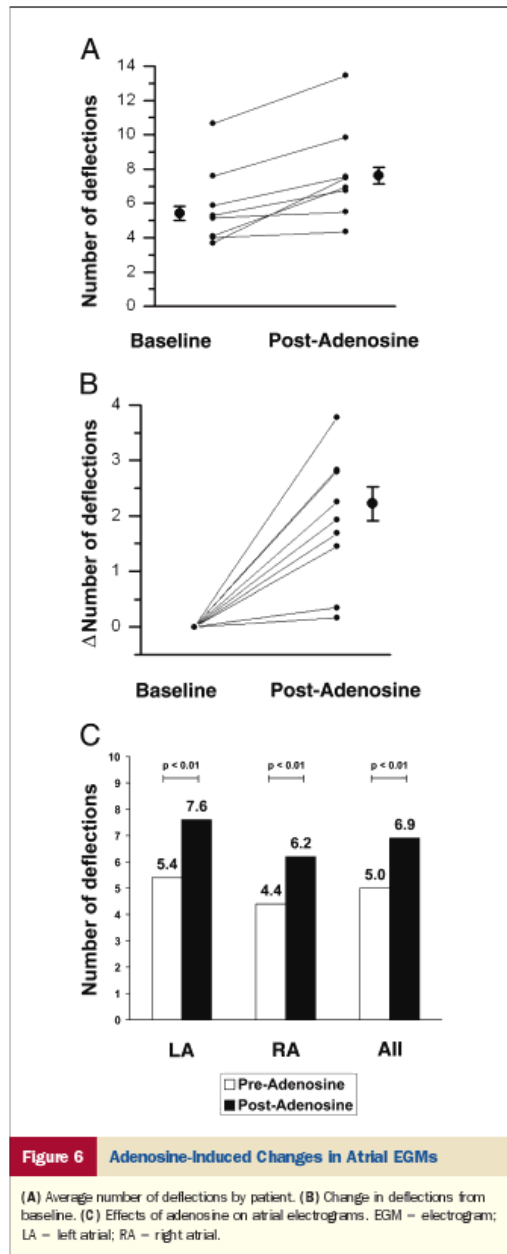 A
Number of deflections
14
12
10
8
6
4
2
0
Baseline Post-Adenosine
B
ΔNumber of deflections
4
3
2
1
0
Baseline Post-Adenosine
C
Number of deflections
10
9
8
7
6
5
4
3
2
1
0
p < 0.01 p < 0.01 p < 0.01
5.4 7.6 4.4 6.2 5.0 6.9
LA RA All
Pre-Adenosine
Post-Adenosine
Figure 6 Adenosine-Induced Changes in Atrial EGMs
(A) Average number of deflections by patient. (B) Change in deflections from
baseline. (C) Effects of adenosine on atrial electrograms. EGM – electrogram;
LA – left atrial; RA – right atrial.